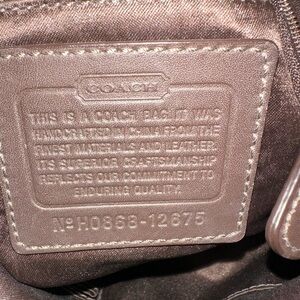 COACH
THIS IS A COACH BAG. IT WAS
HANDCRAFTED IN CHINA FROM THE
FINEST MATERIALS AND LEATHER.
ITS SUPERIOR CRAFTSMANSHIP
REFLECTS OUR COMMITMENT TO
ENDURING QUALITY.
Nº H0868-12675